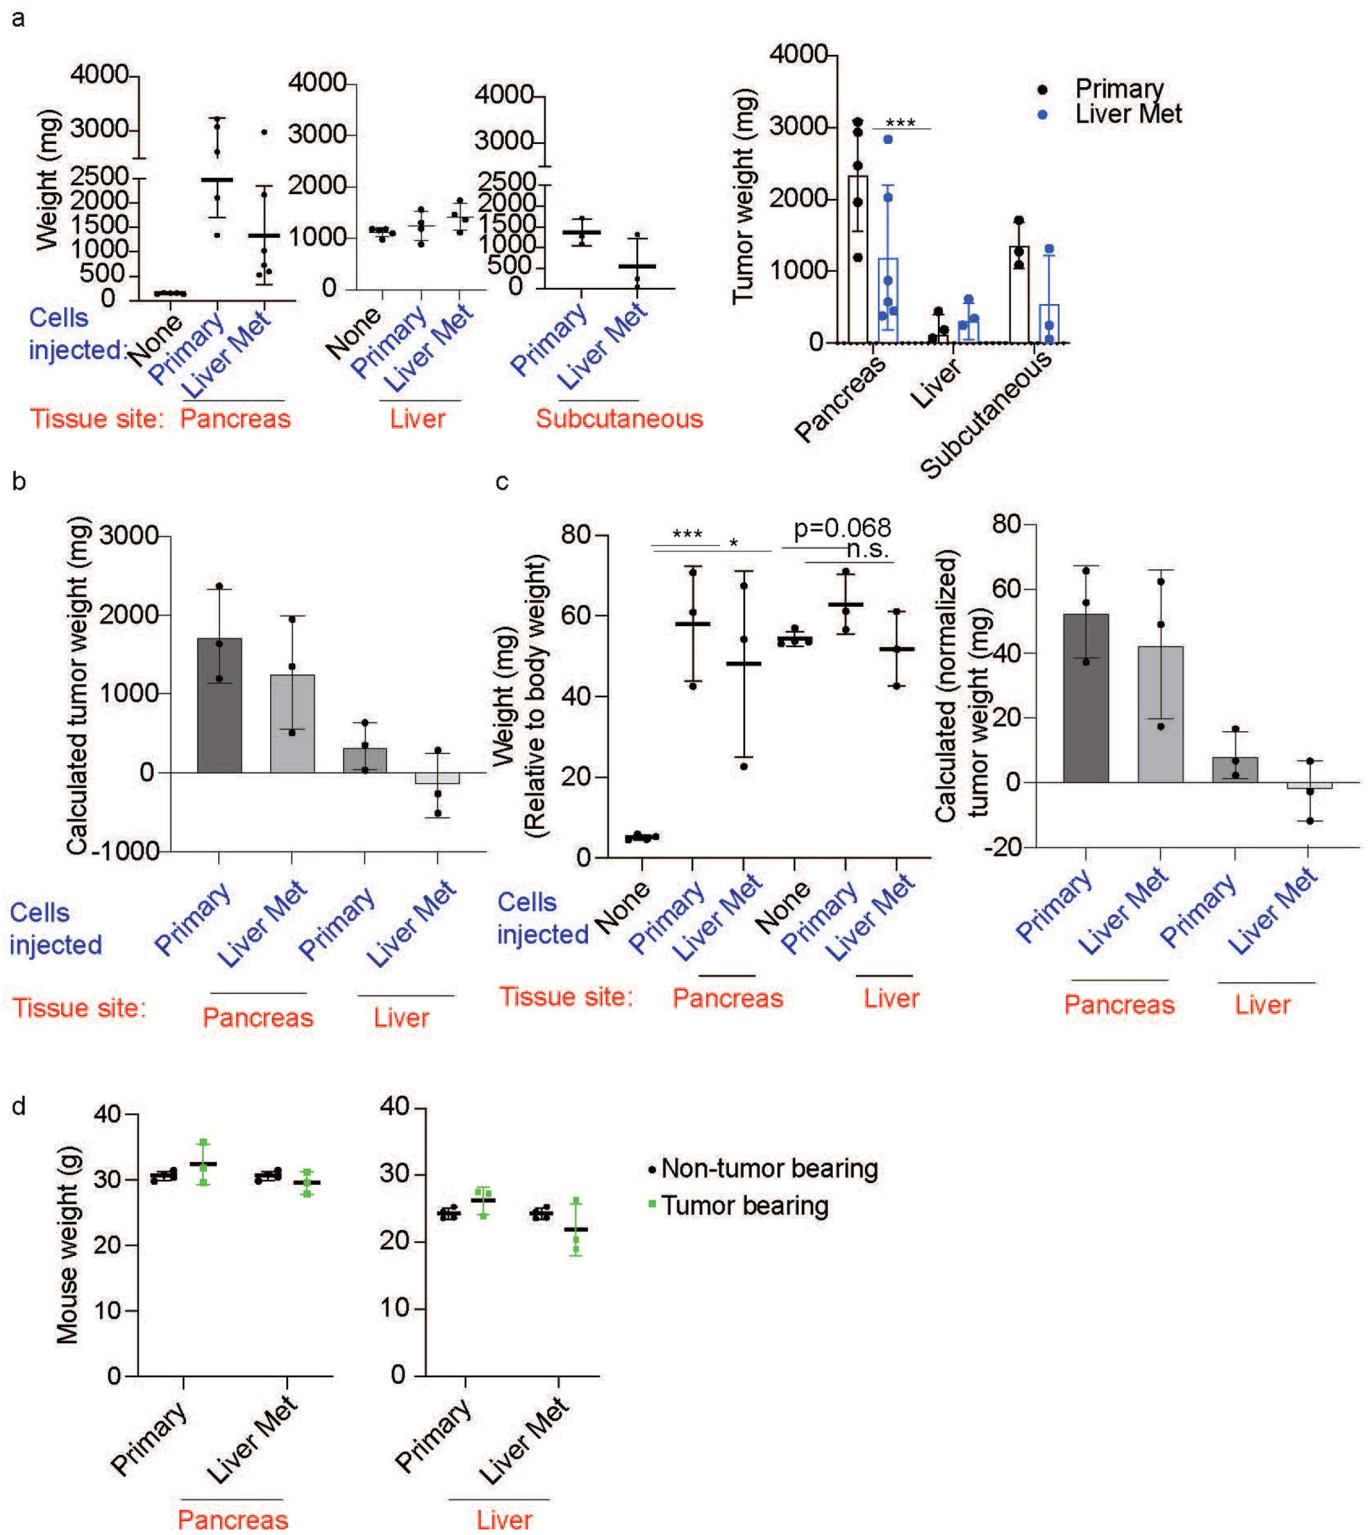 a
Weight (mg)
4000
3000
2500
2000
1500
1000
500
0
4000
3000
2000
1000
0
4000
3000
2500
2000
1500
1000
500
0
Cells
injected:
None
Primary
Liver Met
None
Primary
Liver Met
Primary
Liver Met
Tissue site:
Pancreas
Liver
Subcutaneous
Tumor weight (mg)
4000
3000
2000
1000
0
***
Primary
Liver Met
Pancreas
Liver
Subcutaneous
b
Calculated tumor weight (mg)
3000
2000
1000
0
-1000
Cells
injected
Primary
Liver Met
Primary
Liver Met
Tissue site:
Pancreas
Liver
c
Weight (mg)
(Relative to body weight)
80
60
40
20
0
***
*
p=0.068
n.s.
Cells
injected
None
Primary
Liver Met
None
Primary
Liver Met
Tissue site:
Pancreas
Liver
Calculated (normalized)
tumor weight (mg)
80
60
40
20
0
-20
Primary
Liver Met
Primary
Liver Met
Pancreas
Liver
d
Mouse weight (g)
40
30
20
10
0
Primary
Liver Met
Pancreas
40
30
20
10
0
Primary
Liver Met
Liver
Non-tumor bearing
Tumor bearing